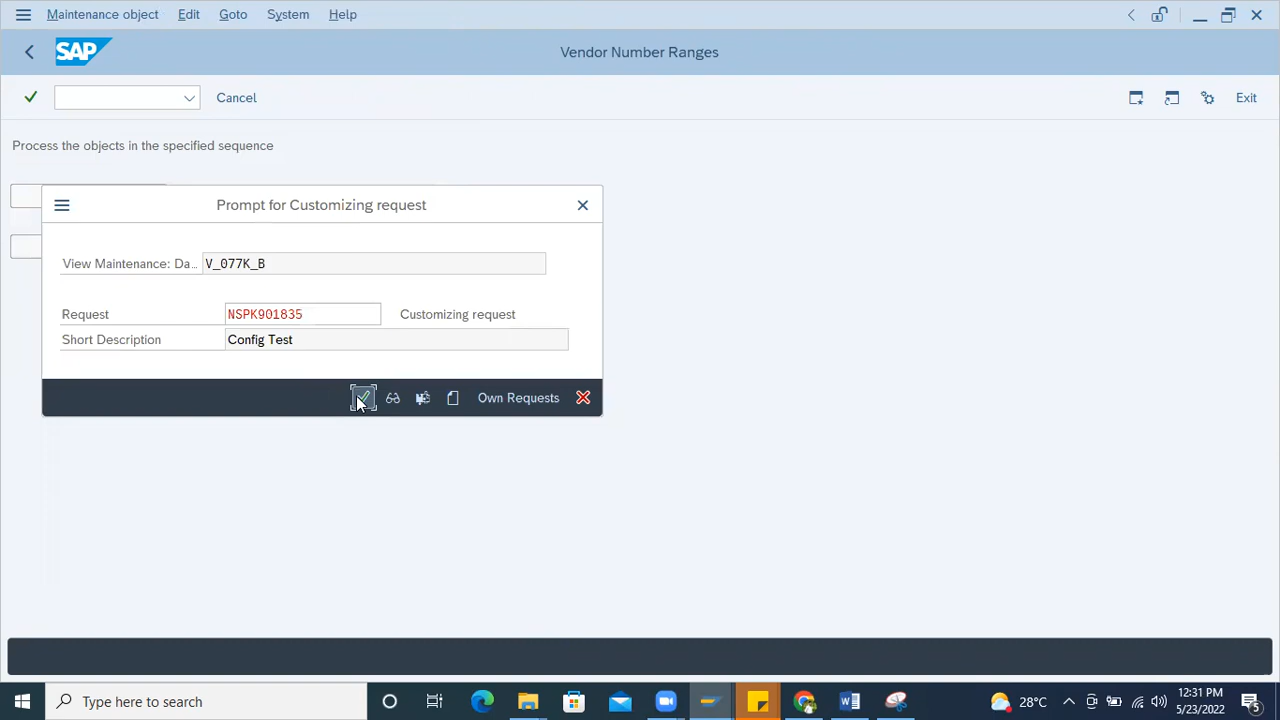 Maintenance object Edit Goto System Help
SAP Vendor Number Ranges
Cancel Exit
Process the objects in the specified sequence
Prompt for Customizing request
View Maintenance: Da... V_077K_B
Request NSPK901835 Customizing request
Short Description Config Test
Own Requests
Type here to search
28°C
12:31 PM
5/23/2022
5